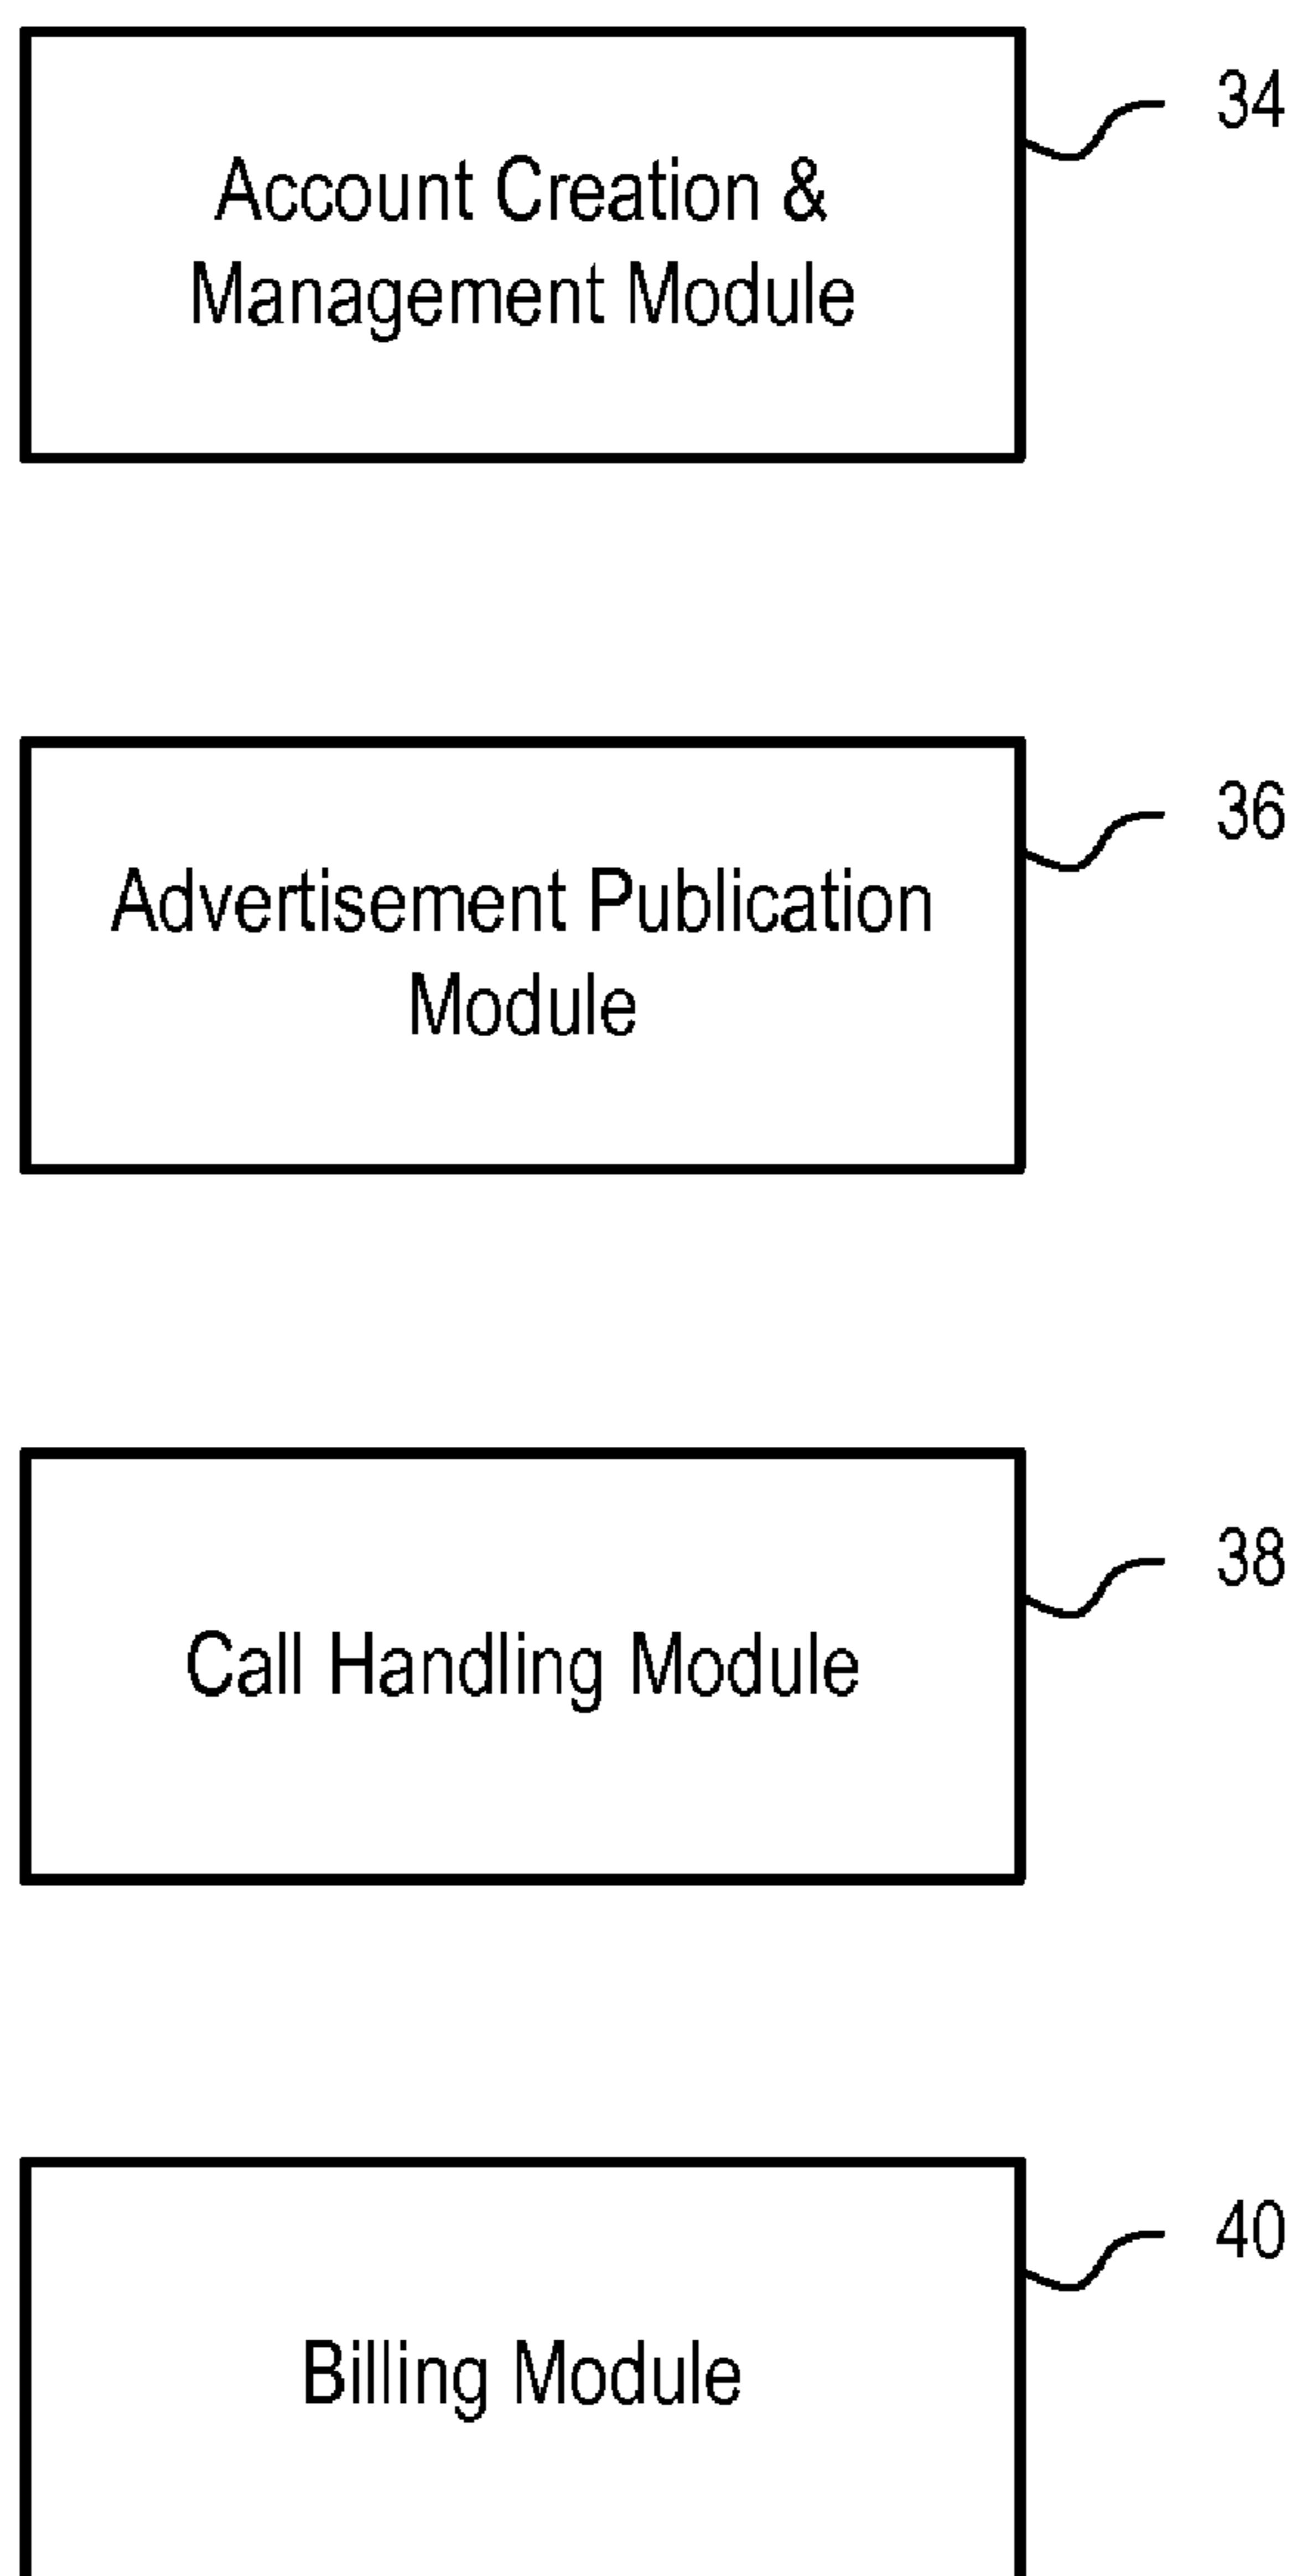 Account Creation &
Management Module
34
Advertisement Publication
Module
36
Call Handling Module
38
Billing Module
40